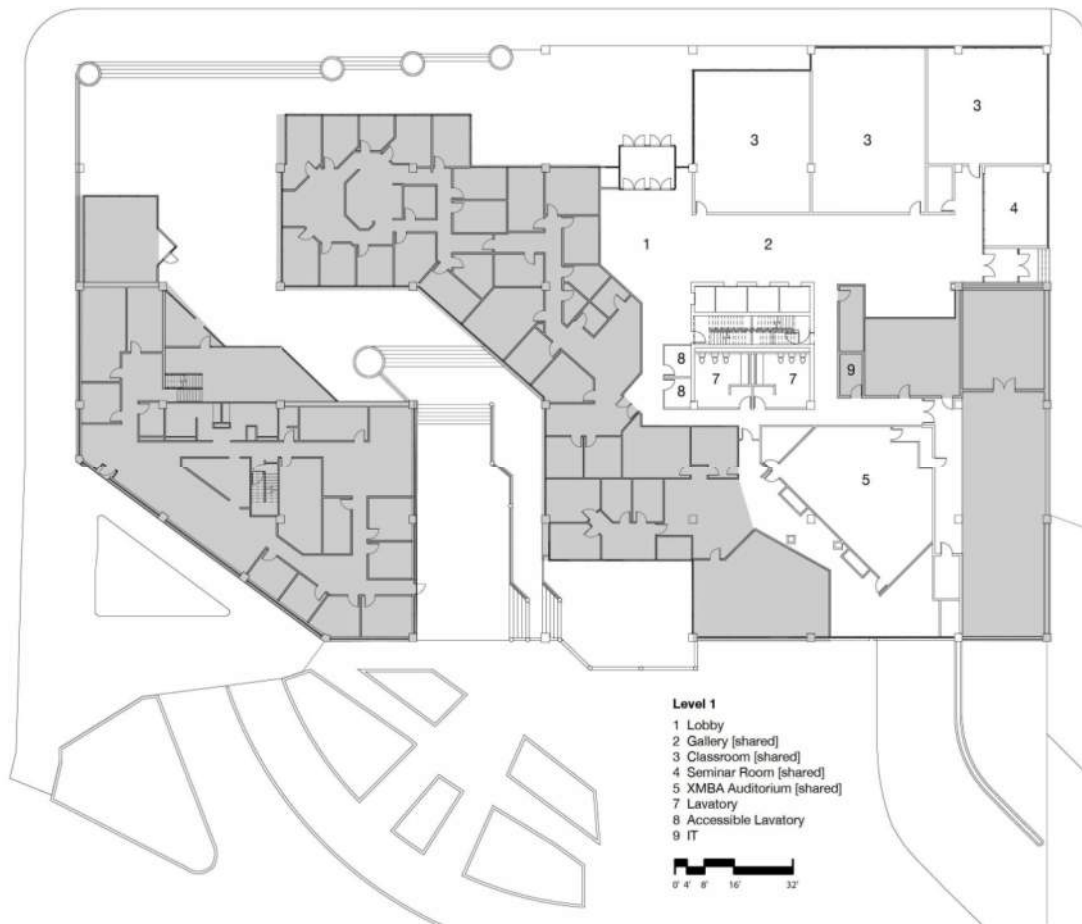 3
3
3
4
1
2
8
8
7
7
9
5
Level 1
1 Lobby
2 Gallery [shared]
3 Classroom [shared]
4 Seminar Room [shared]
5 XMBA Auditorium [shared]
7 Lavatory
8 Accessible Lavatory
9 IT
0' 4' 8' 16' 32'